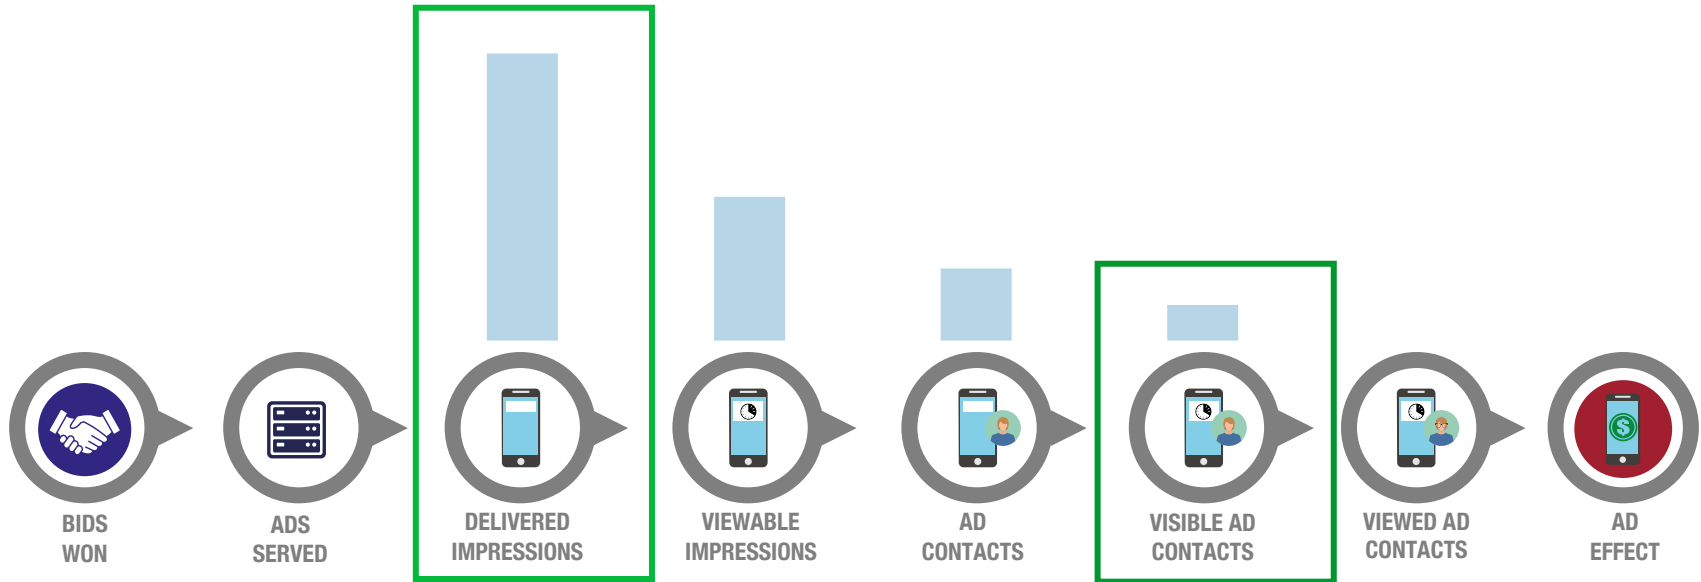 BIDS
WON
ADS
SERVED
DELIVERED
IMPRESSIONS
VIEWABLE
IMPRESSIONS
AD
CONTACTS
VISIBLE AD
CONTACTS
VIEWED AD
CONTACTS
AD
EFFECT
$